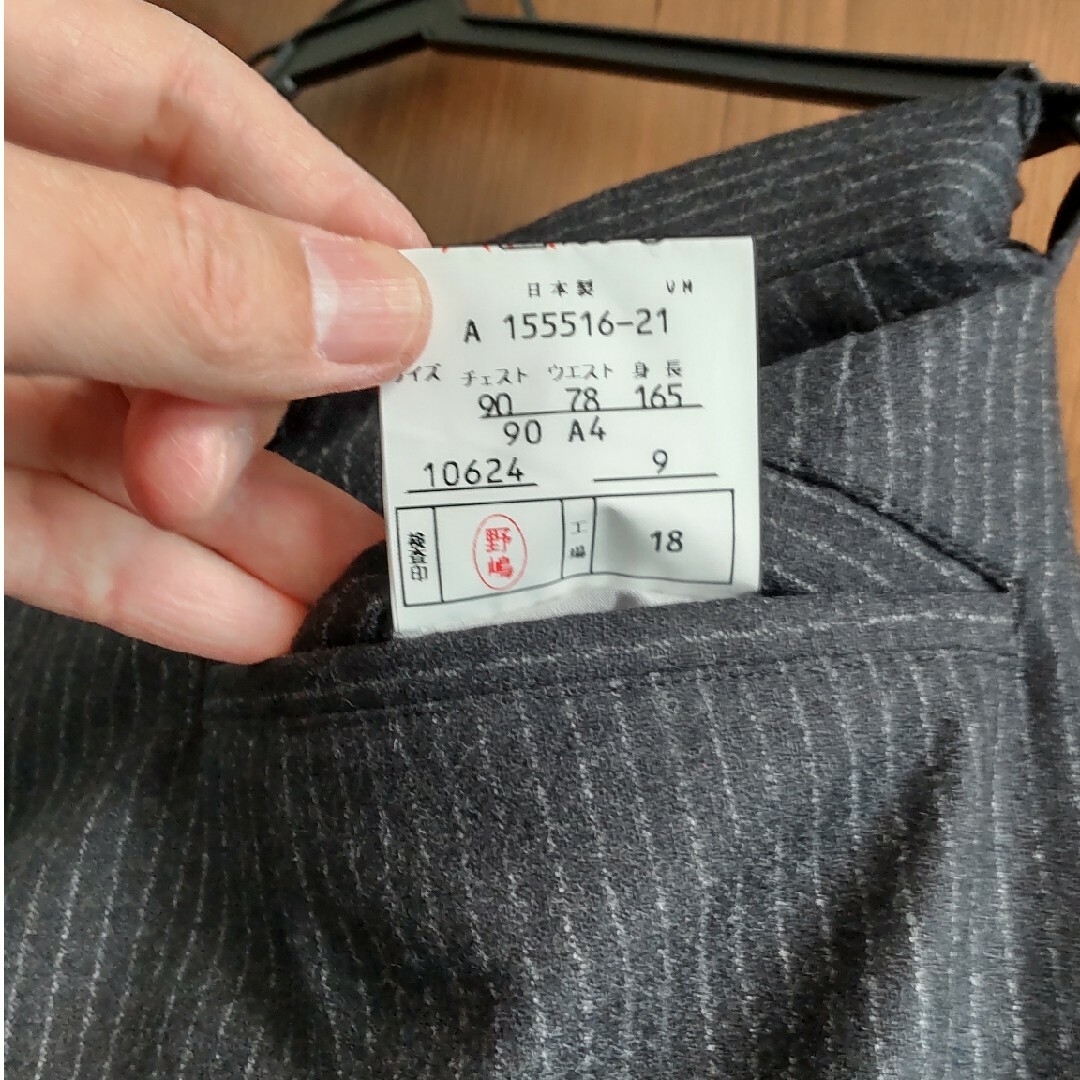 日本製 UM
A 155516-21
イズ チェスト ウエスト 身長
90 78 165
90 A4
10624 9
検査印 野嶋 工場 18